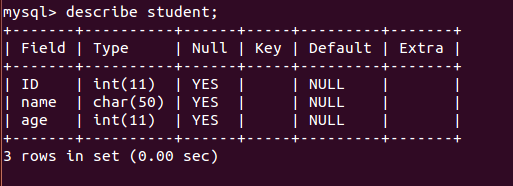 mysql> describe student;
+-------+----------+------+-----+---------+-------+
| Field | Type     | Null | Key | Default | Extra |
+-------+----------+------+-----+---------+-------+
| ID    | int(11)  | YES  |     | NULL    |       |
| name  | char(50) | YES  |     | NULL    |       |
| age   | int(11)  | YES  |     | NULL    |       |
+-------+----------+------+-----+---------+-------+
3 rows in set (0.00 sec)